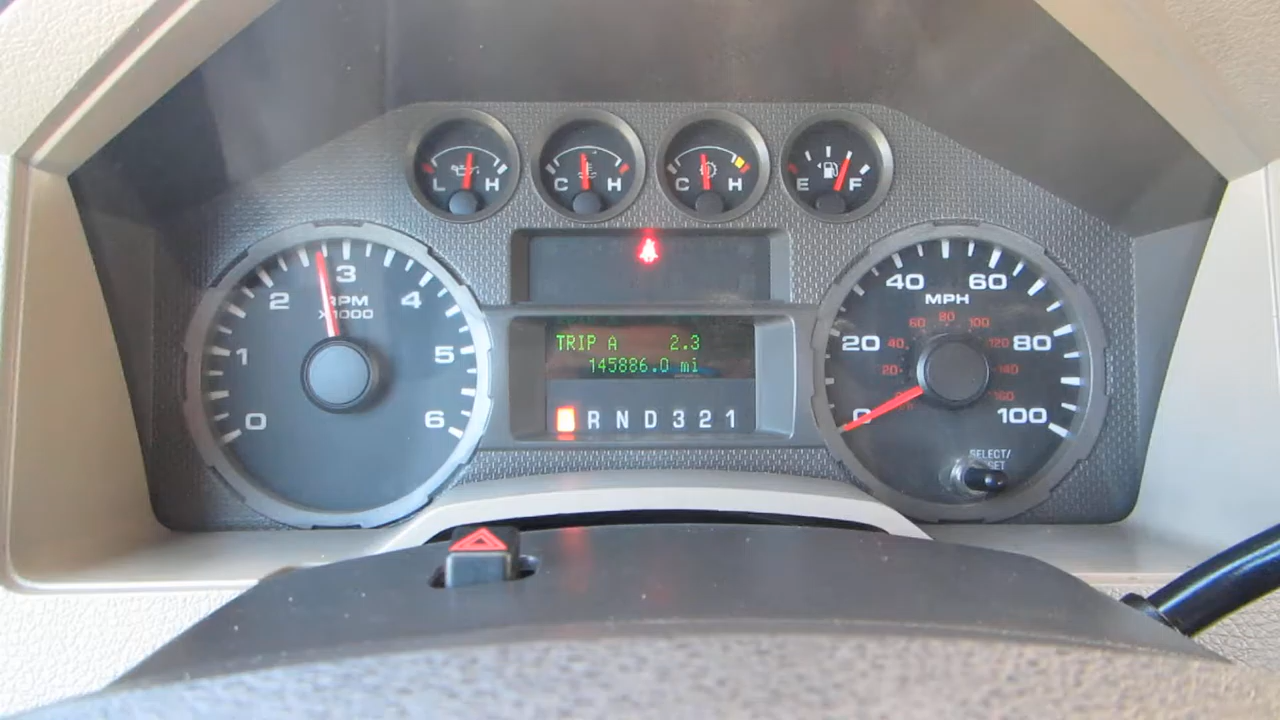 L H
C H
C H
E F
0 1 2 3 4 5 6
RPM
X1000
TRIP A 2.3
145886.0 mi
R N D 3 2 1
0 20 40 60 80 100
MPH
20 40 60 80 100 120 140 160
SELECT/